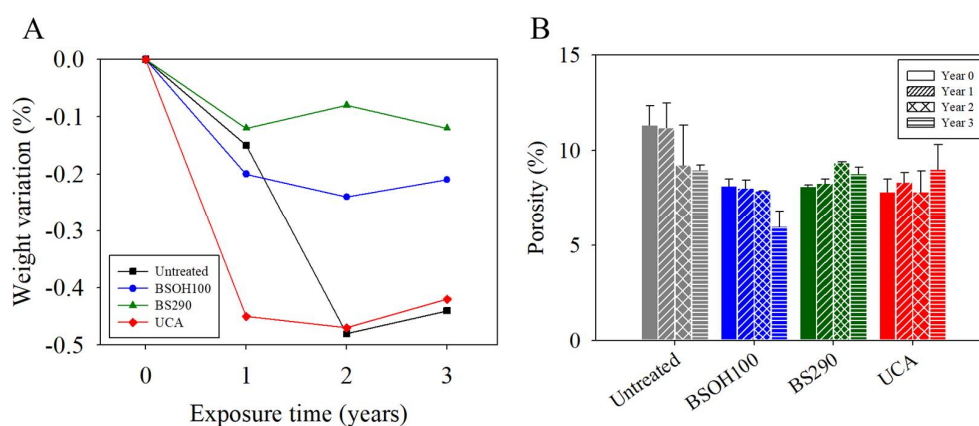 A
Weight variation (%)
0.0
-0.1
-0.2
-0.3
-0.4
-0.5
Untreated
BSOH100
BS290
UCA
0 1 2 3
Exposure time (years)
B
Porosity (%)
15
10
5
0
Year 0
Year 1
Year 2
Year 3
Untreated
BSOH100
BS290
UCA